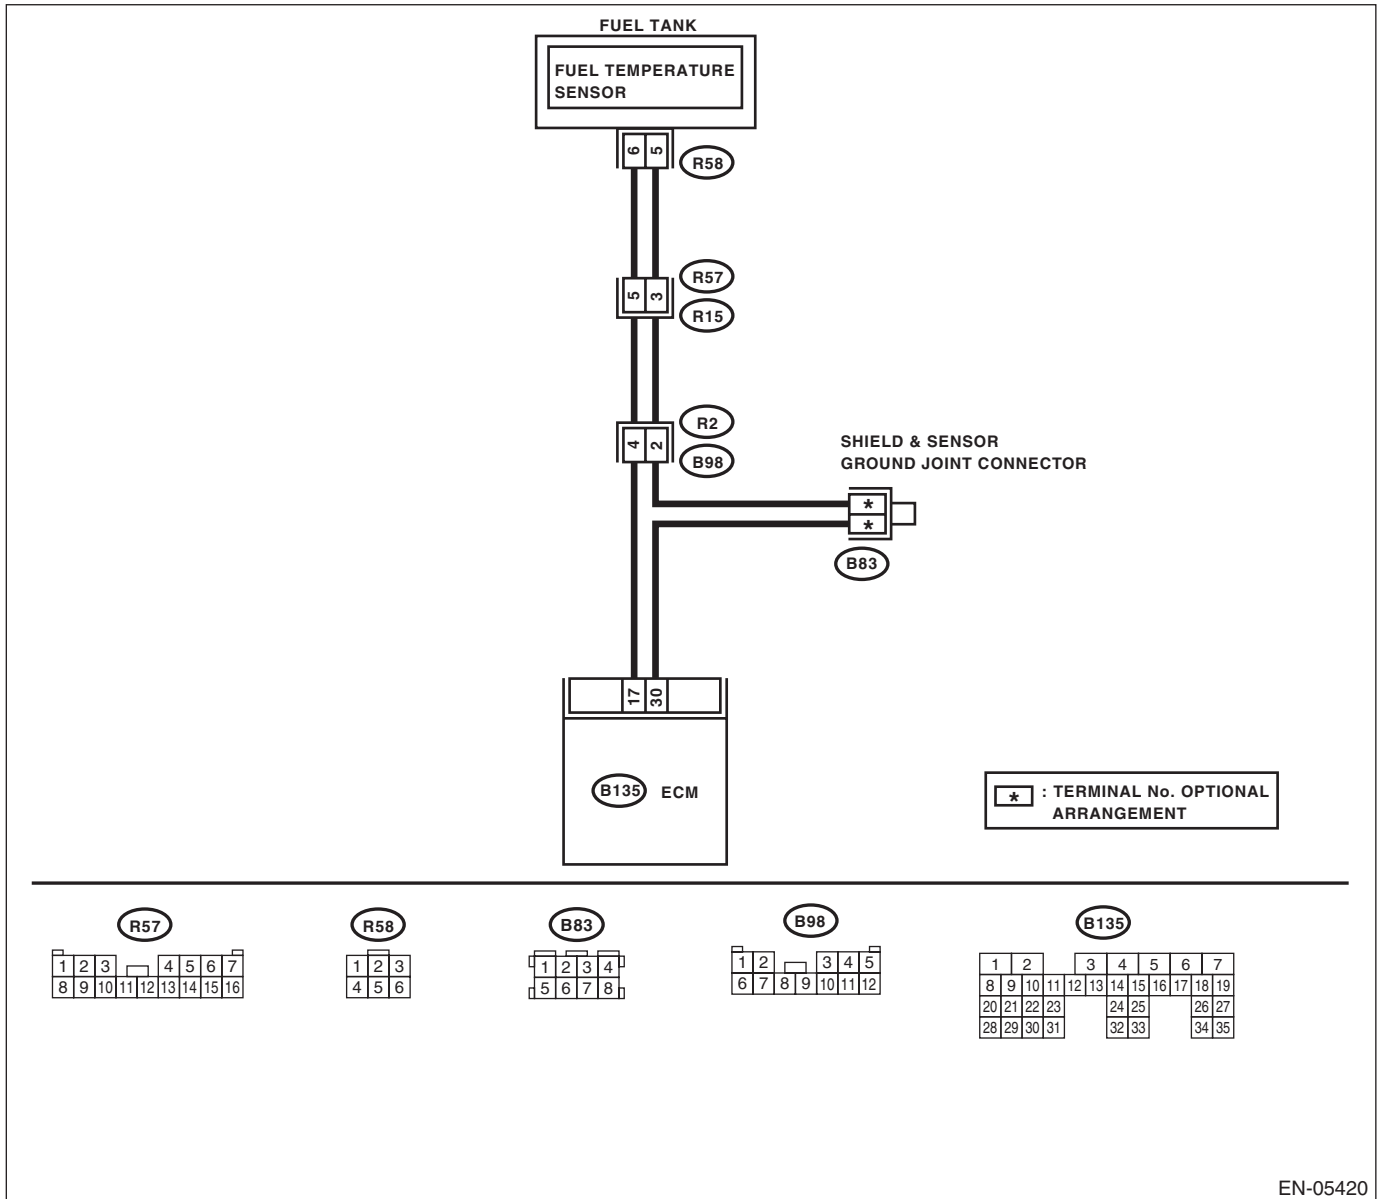 FUEL TANK
FUEL TEMPERATURE
SENSOR
6 5
R58
R57
5 3
R15
R2
4 2
B98
SHIELD & SENSOR
GROUND JOINT CONNECTOR
*
*
B83
17 30
B135 ECM
* : TERMINAL No. OPTIONAL
ARRANGEMENT
R57
1 2 3 4 5 6 7
8 9 10 11 12 13 14 15 16
R58
1 2 3
4 5 6
B83
1 2 3 4
5 6 7 8
B98
1 2 3 4 5
6 7 8 9 10 11 12
B135
1 2 3 4 5 6 7
8 9 10 11 12 13 14 15 16 17 18 19
20 21 22 23 24 25 26 27
28 29 30 31 32 33 34 35
EN-05420